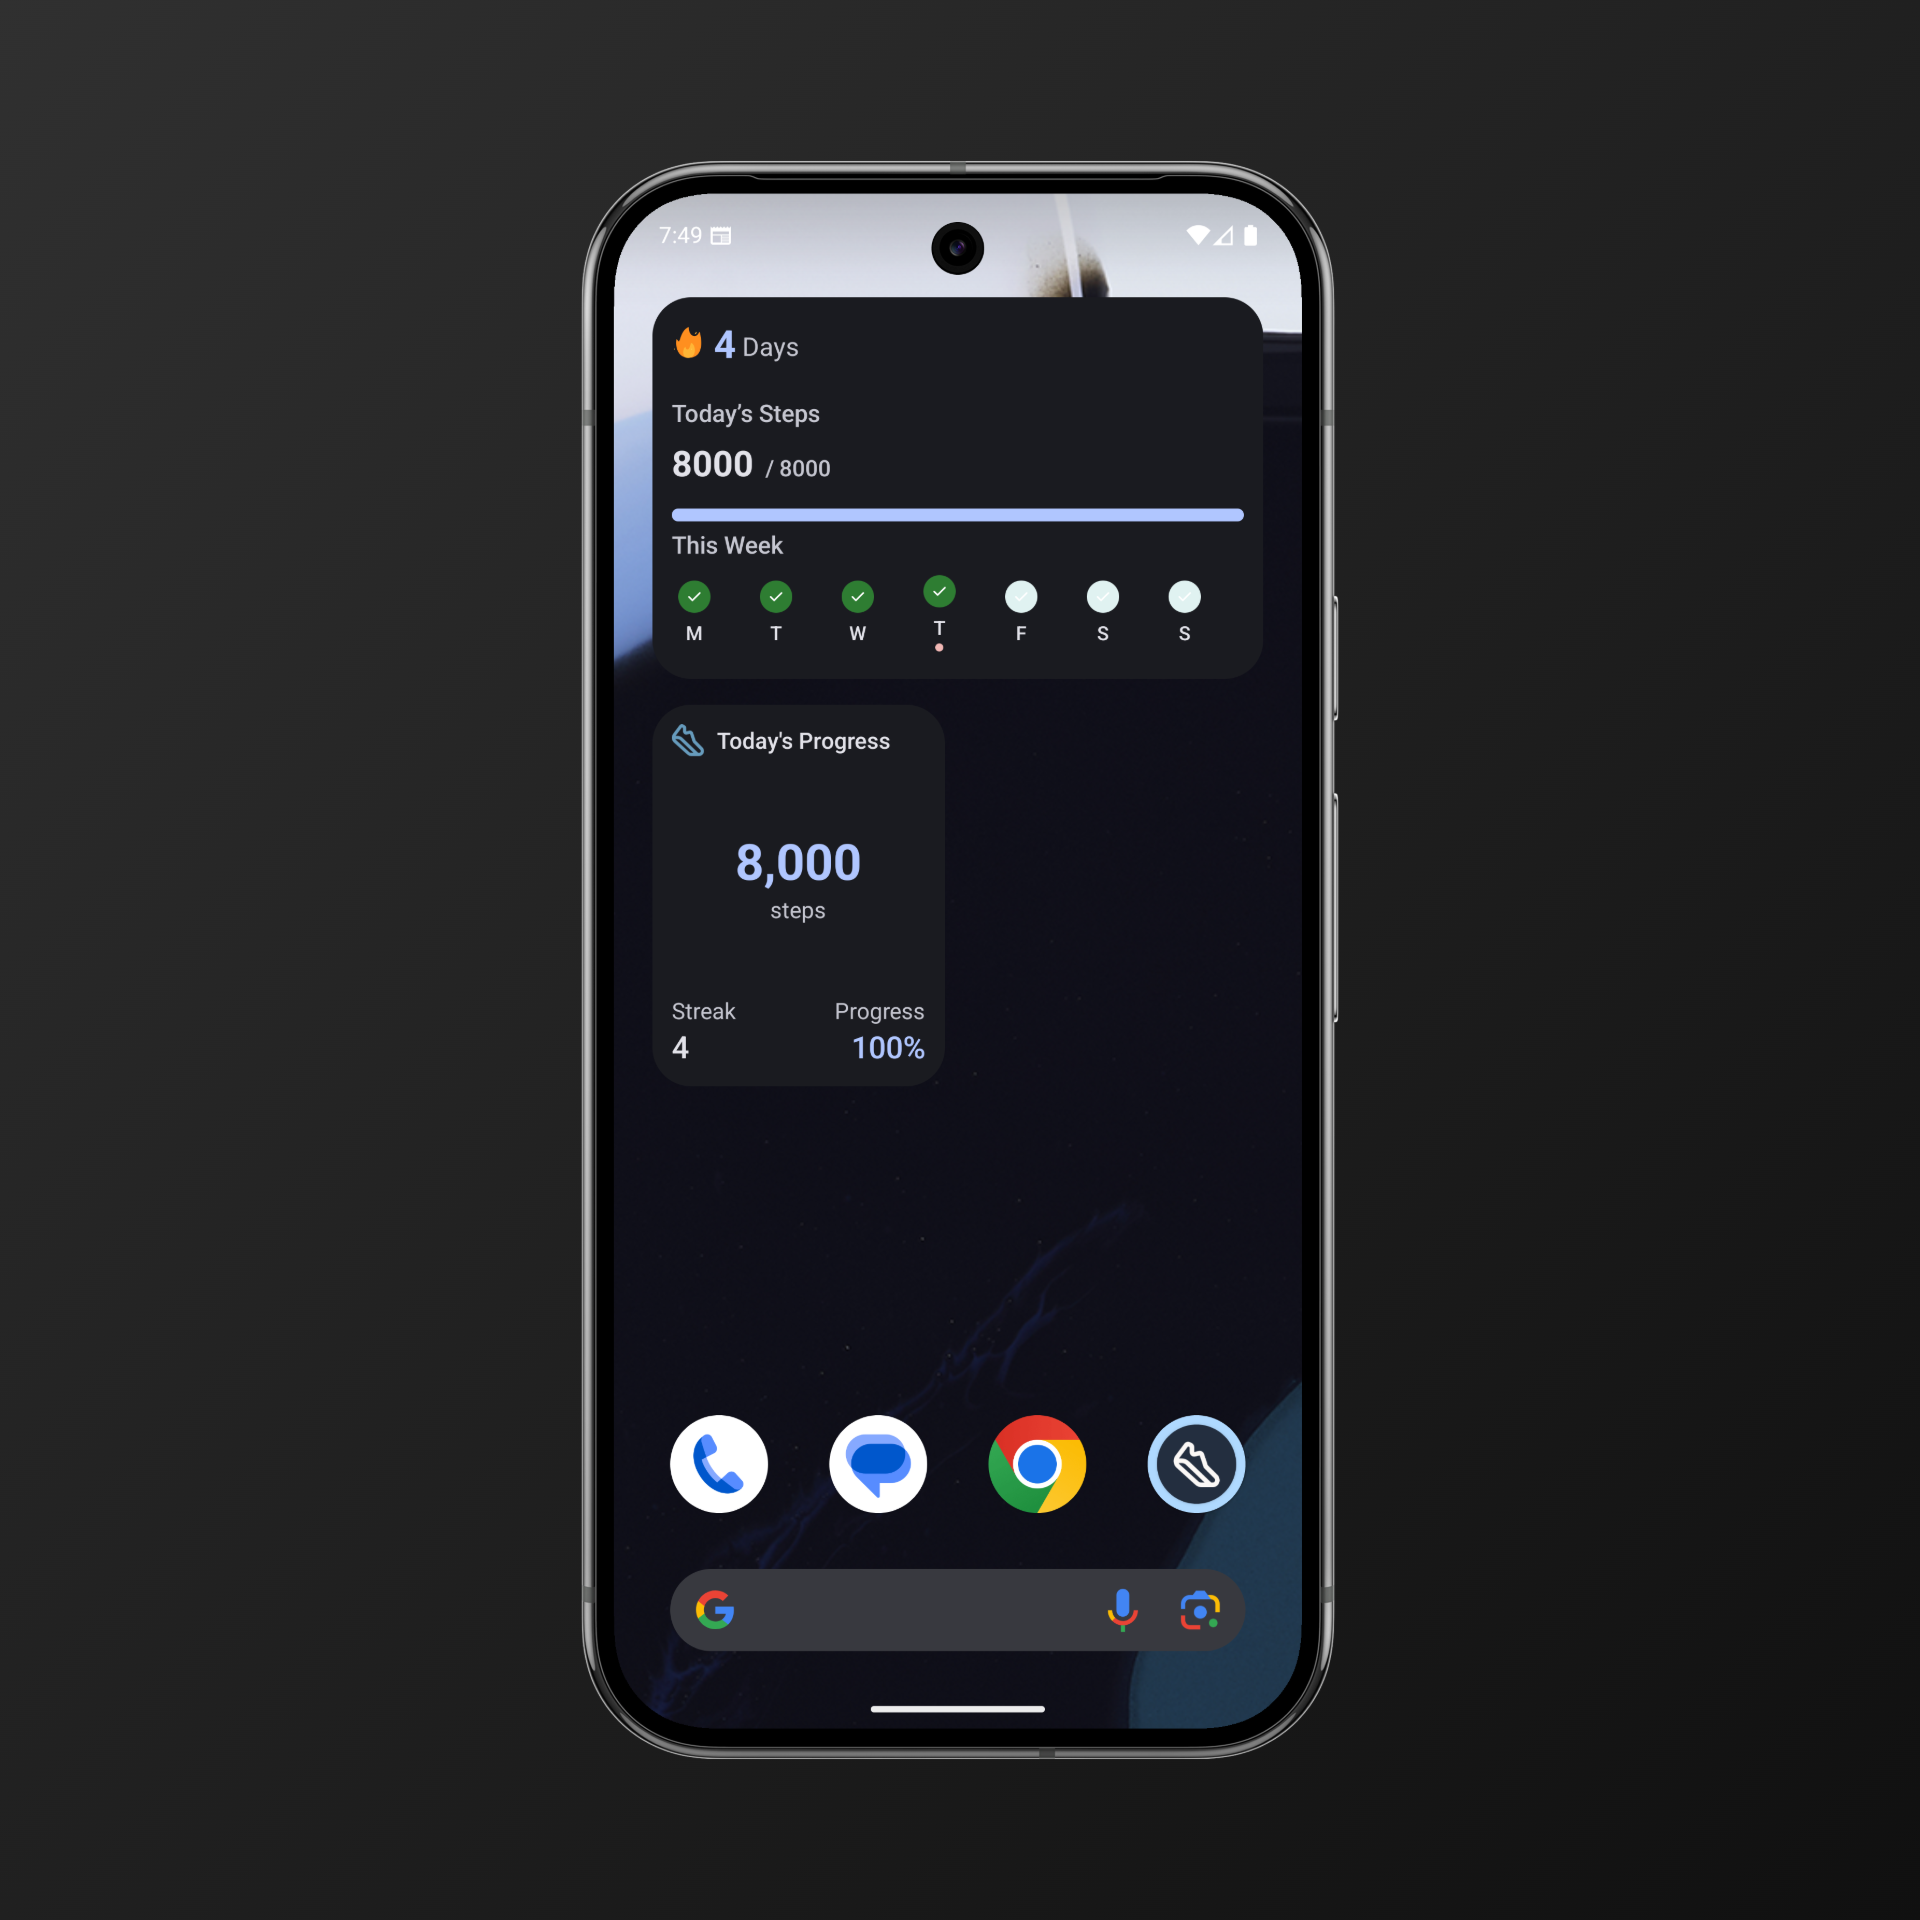 7:49
4 Days
Today's Steps
8000 / 8000
This Week
M T W T F S S
Today's Progress
8,000
steps
Streak Progress
4 100%